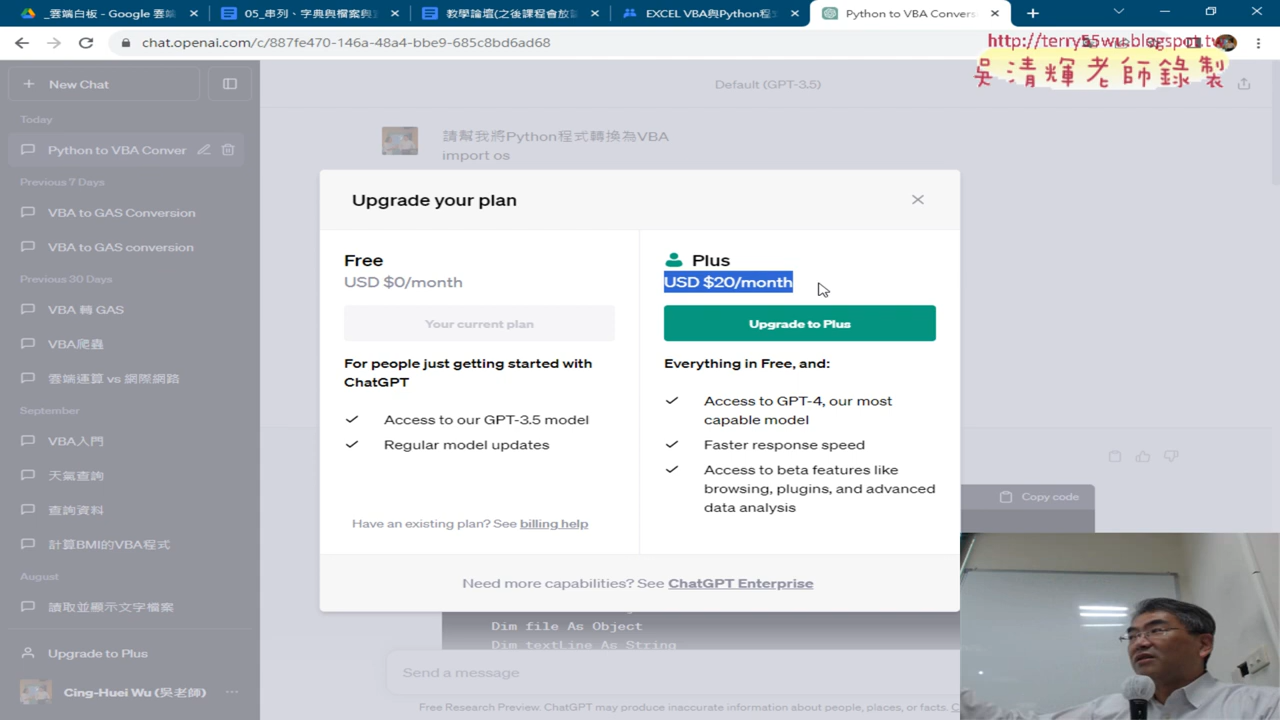 _雲端白板 - Google 雲端
05_串列、字典與檔案與
教學論壇(之後課程會放
EXCEL VBA與Python程式
Python to VBA Convers
chat.openai.com/c/887fe470-146a-48a4-bbe9-685c8bd6ad68
http://terry55wu.blogspot.tw
吳清輝老師錄製
New Chat
Default (GPT-3.5)
Today
Python to VBA Conver
Previous 7 Days
VBA to GAS Conversion
VBA to GAS conversion
Previous 30 Days
VBA 轉 GAS
VBA爬蟲
雲端運算 vs 網際網路
September
VBA入門
天氣查詢
查詢資料
計算BMI的VBA程式
August
讀取並顯示文字檔案
Upgrade to Plus
Cing-Huei Wu (吳老師)
請幫我將Python程式轉換為VBA
import os
Upgrade your plan
Free
USD $0/month
Your current plan
For people just getting started with
ChatGPT
Access to our GPT-3.5 model
Regular model updates
Have an existing plan? See billing help
Plus
USD $20/month
Upgrade to Plus
Everything in Free, and:
Access to GPT-4, our most
capable model
Faster response speed
Access to beta features like
browsing, plugins, and advanced
data analysis
Need more capabilities? See ChatGPT Enterprise
Copy code
Dim file As Object
Dim textLine As String
Send a message
Free Research Preview. ChatGPT may produce inaccurate information about people, places, or facts.